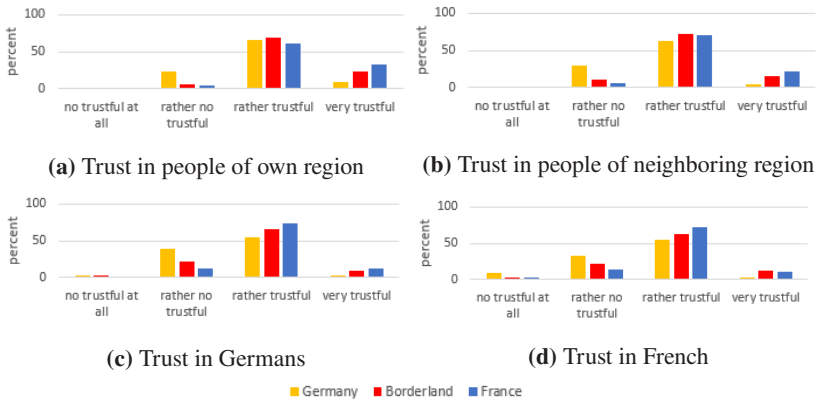 100
50
0
percent
no trustful at all
rather no trustful
rather trustful
very trustful
(a) Trust in people of own region
100
50
0
percent
no trustful at all
rather no trustful
rather trustful
very trustful
(b) Trust in people of neighboring region
100
50
0
percent
no trustful at all
rather no trustful
rather trustful
very trustful
(c) Trust in Germans
100
50
0
percent
no trustful at all
rather no trustful
rather trustful
very trustful
(d) Trust in French
Germany Borderland France